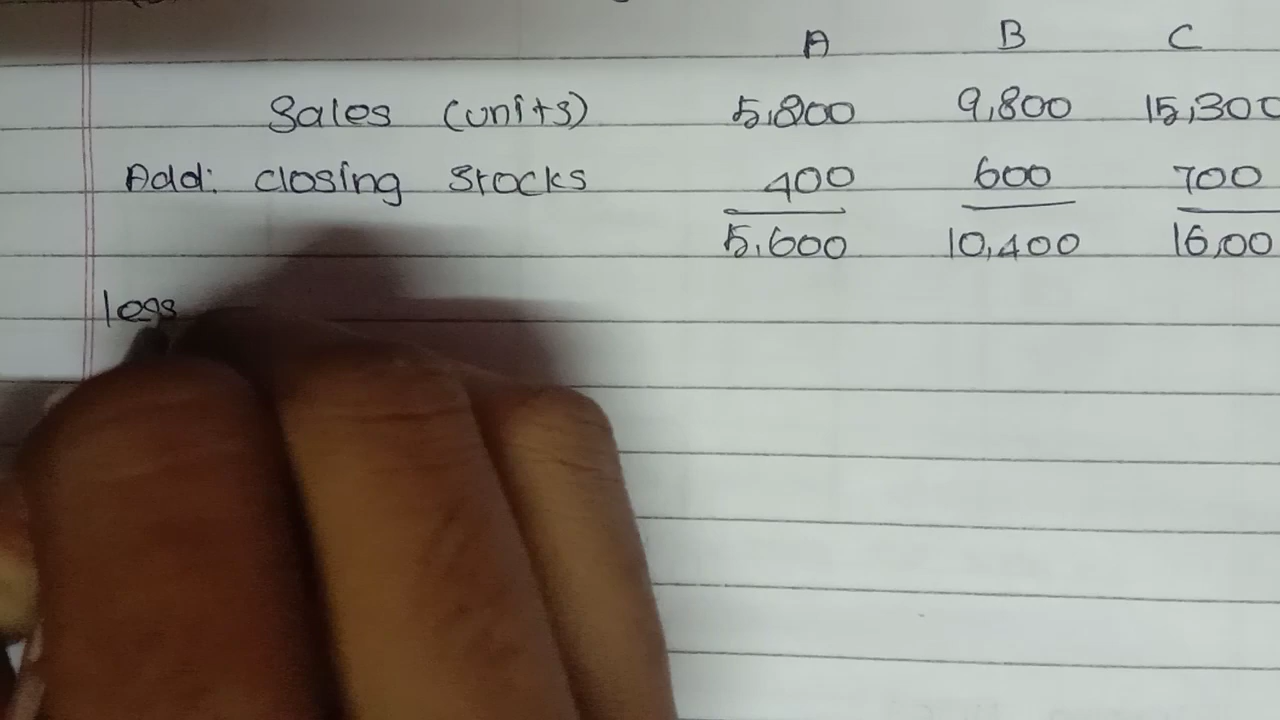 A B C
Sales (units) 5,800 9,800 15,300
Add: closing stocks 400 600 700
5,600 10,400 16,00
less